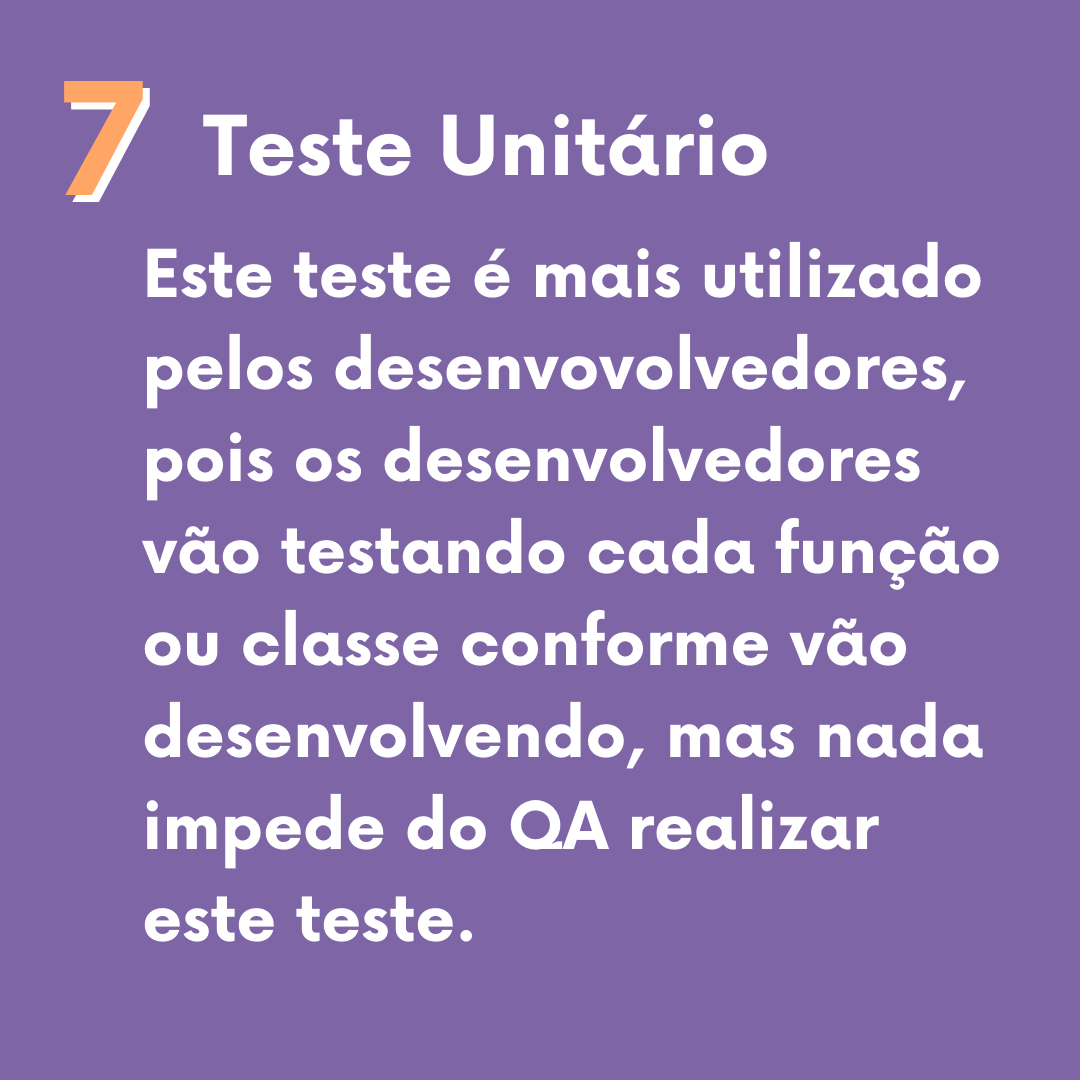 7 Teste Unitário
Este teste é mais utilizado
pelos desenvovolvedores,
pois os desenvolvedores
vão testando cada função
ou classe conforme vão
desenvolvendo, mas nada
impede do QA realizar
este teste.